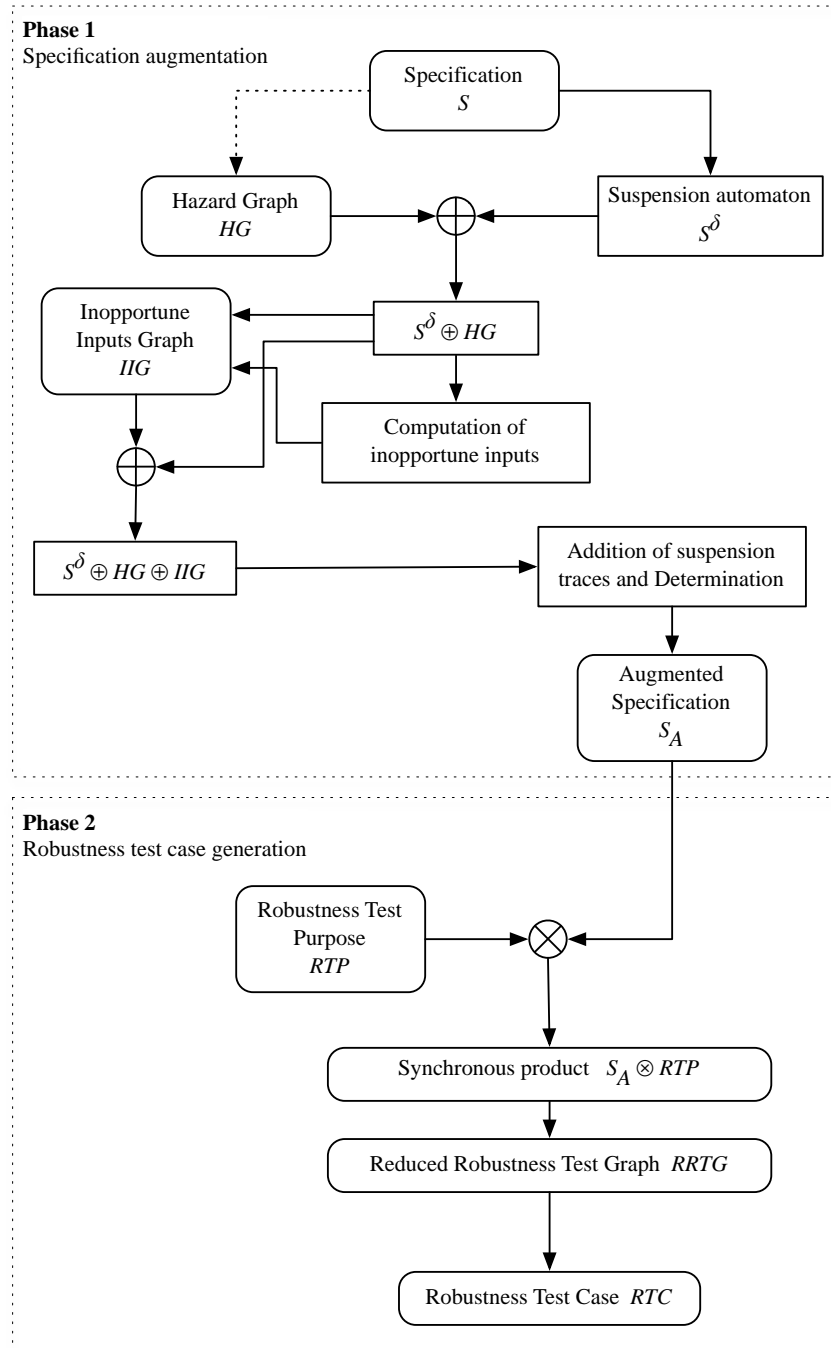 Phase 1
Specification augmentation
Specification
S
Hazard Graph
HG
Suspension automaton
S^δ
Inopportune
Inputs Graph
IIG
S^δ ⊕ HG
Computation of
inopportune inputs
S^δ ⊕ HG ⊕ IIG
Addition of suspension
traces and Determination
Augmented
Specification
S_A
Phase 2
Robustness test case generation
Robustness Test
Purpose
RTP
Synchronous product S_A ⊗ RTP
Reduced Robustness Test Graph RRTG
Robustness Test Case RTC